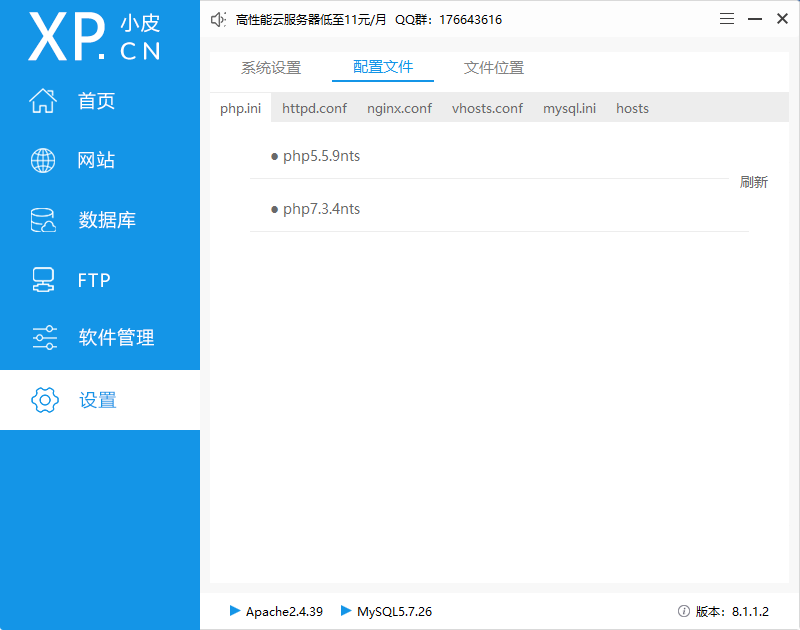 XP. 小皮 CN
高性能云服务器低至11元/月 QQ群：176643616
首页
网站
数据库
FTP
软件管理
设置
系统设置 配置文件 文件位置
php.ini httpd.conf nginx.conf vhosts.conf mysql.ini hosts
● php5.5.9nts
刷新
● php7.3.4nts
Apache2.4.39 MySQL5.7.26 版本：8.1.1.2